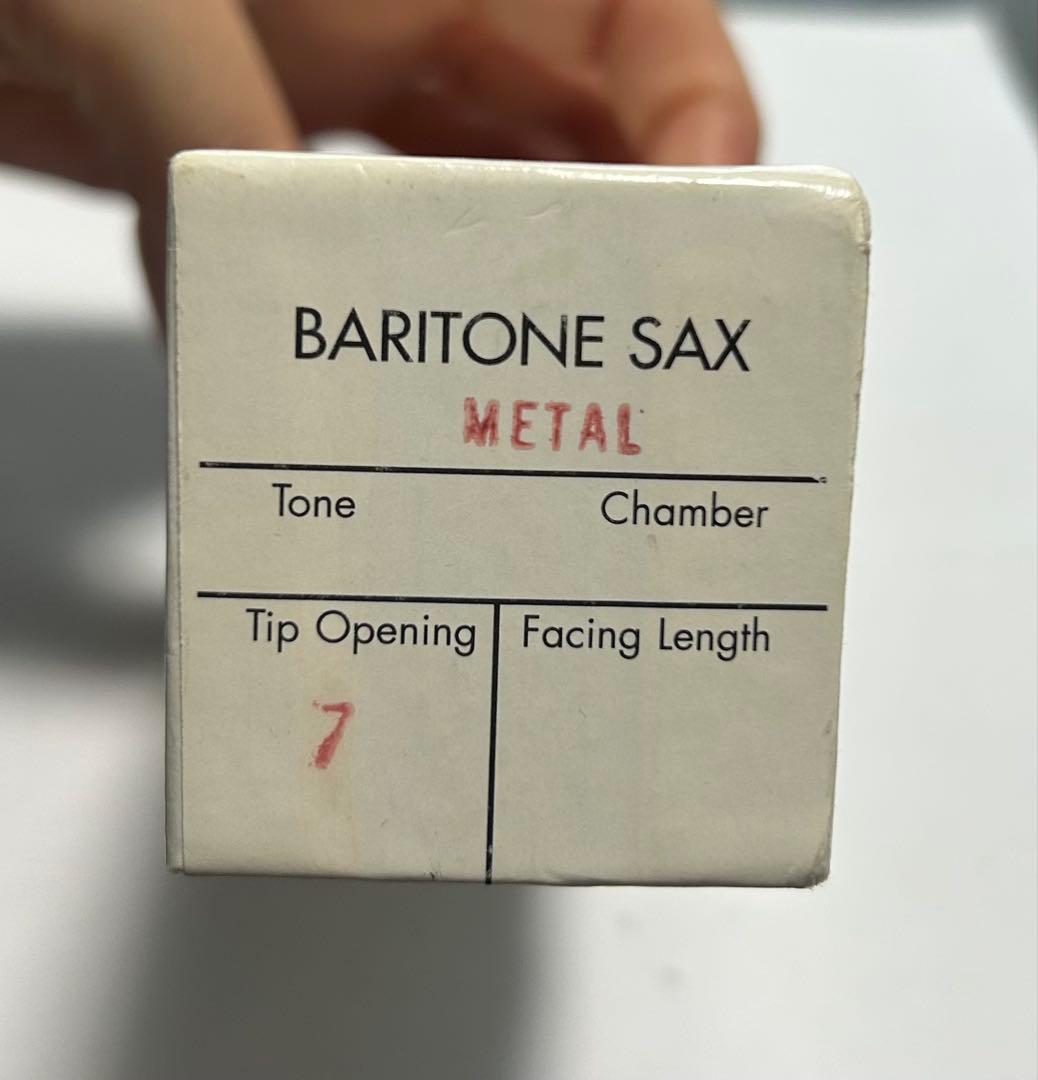 BARITONE SAX
METAL
Tone Chamber
Tip Opening Facing Length
7